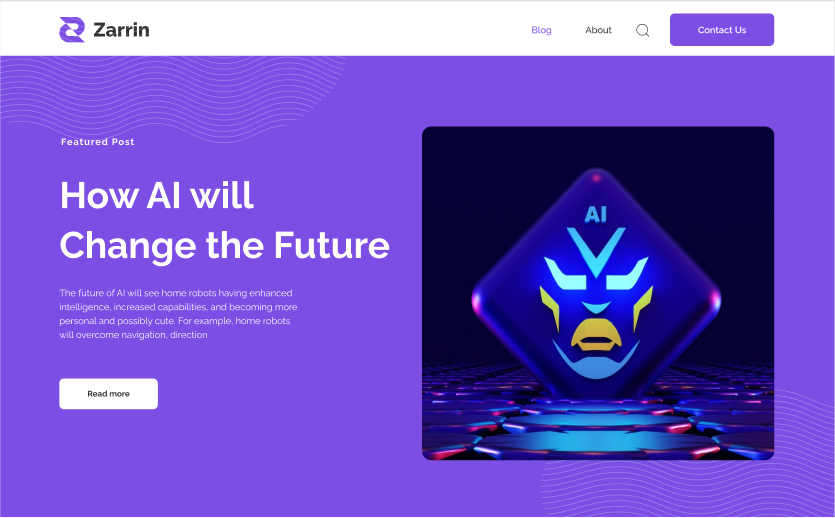 Zarrin
Blog
About
Contact Us
Featured Post
How AI will
Change the Future
The future of AI will see home robots having enhanced
intelligence, increased capabilities, and becoming more
personal and possibly cute. For example, home robots
will overcome navigation, direction
Read more
AI